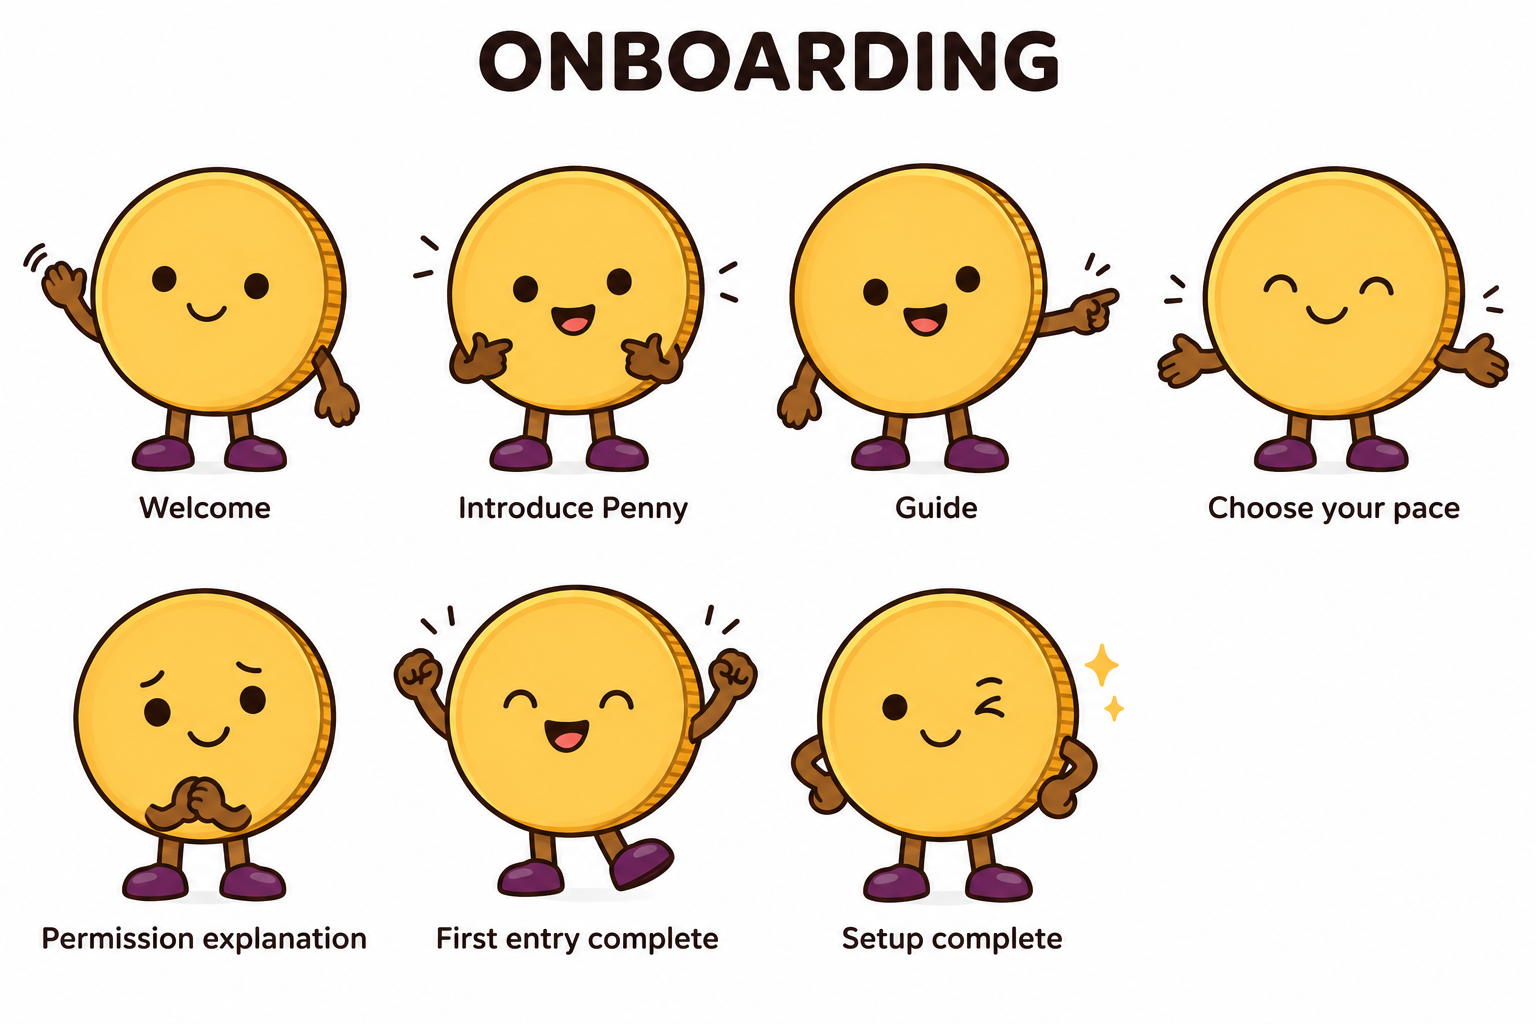 ONBOARDING
Welcome
Introduce Penny
Guide
Choose your pace
Permission explanation
First entry complete
Setup complete